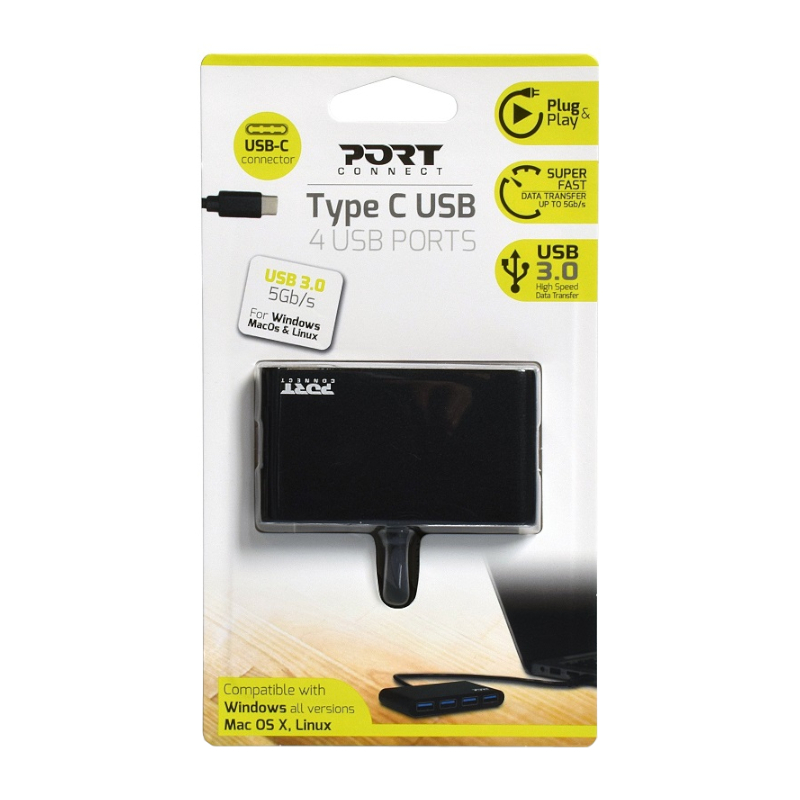 USB-C
connector
PORT
CONNECT
Type C USB
4 USB PORTS
Plug &
Play
SUPER
FAST
DATA TRANSFER
UP TO 5Gb/s
USB
3.0
High Speed
Data Transfer
USB 3.0
5Gb/s
For Windows
MacOs & Linux
PORT
CONNECT
Compatible with
Windows all versions
Mac OS X, Linux